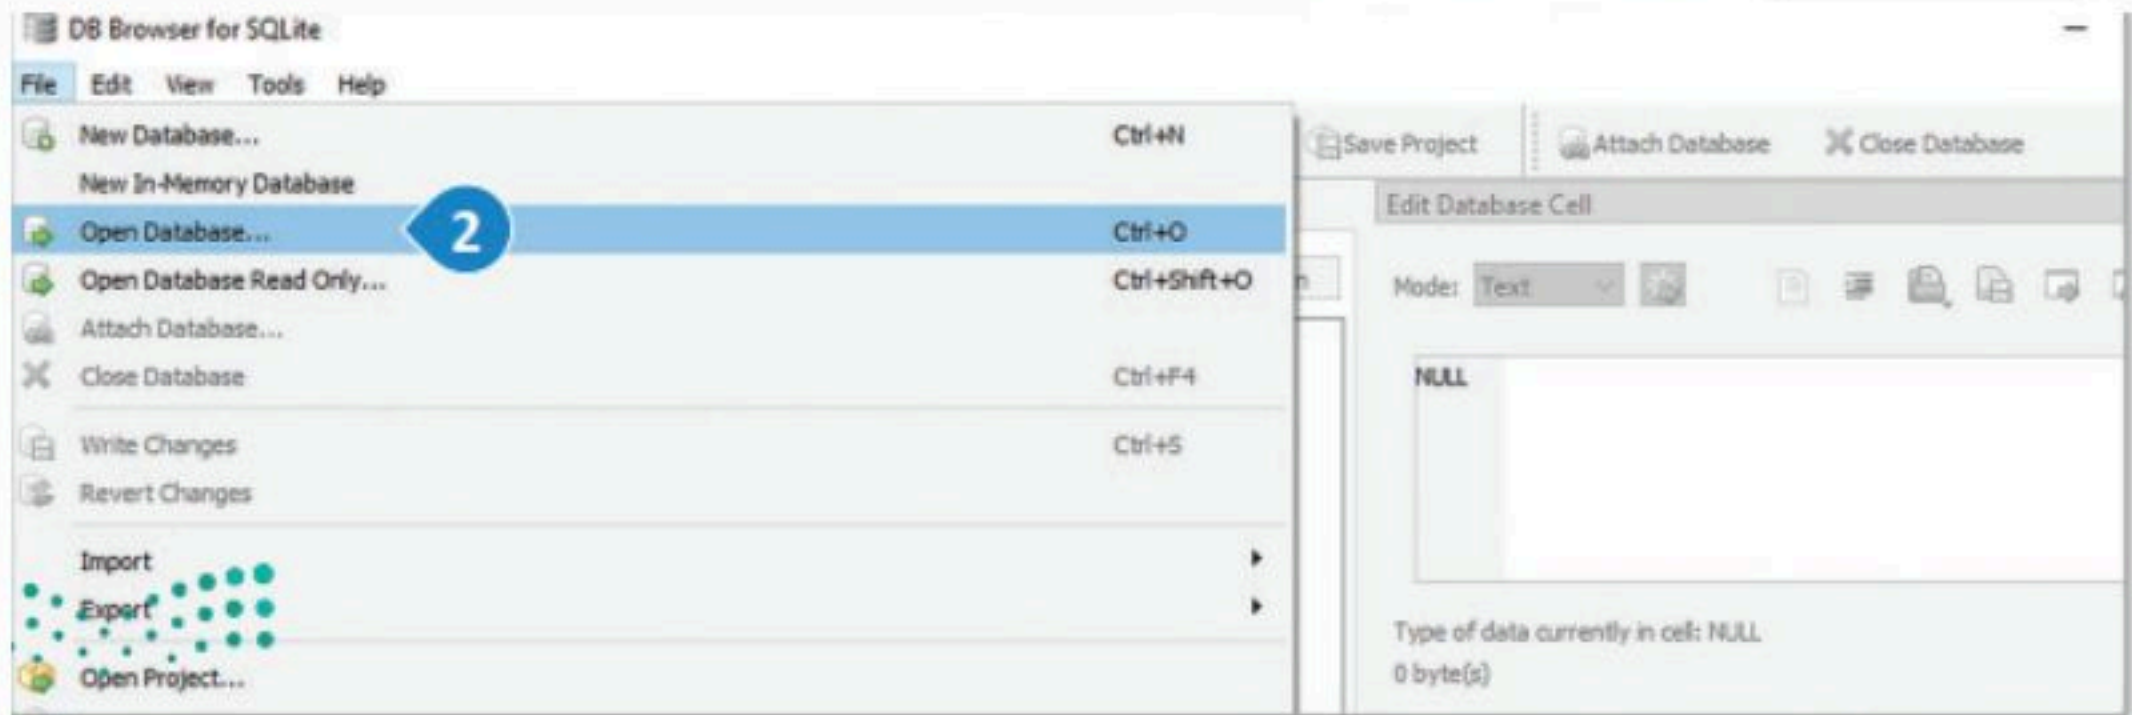 DB Browser for SQLite
File Edit View Tools Help
New Database... Ctrl+N
New In-Memory Database
Open Database... 2 Ctrl+O
Open Database Read Only... Ctrl+Shift+O
Attach Database...
Close Database Ctrl+F4
Write Changes Ctrl+S
Revert Changes
Import
Export
Open Project...
Save Project Attach Database Close Database
Edit Database Cell
Mode: Text
NULL
Type of data currently in cell: NULL
0 byte(s)